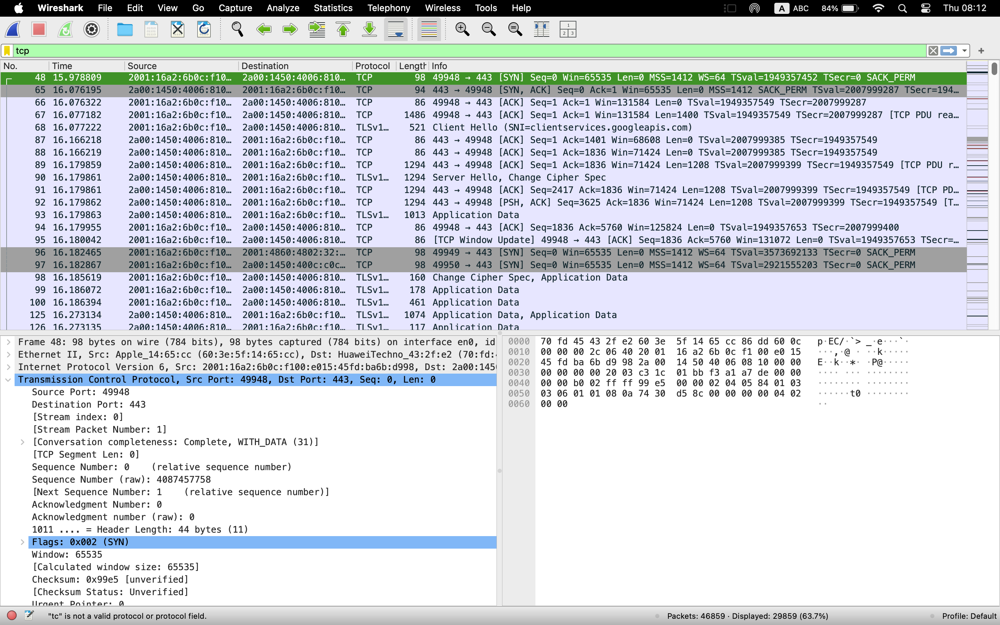 Wireshark File Edit View Go Capture Analyze Statistics Telephony Wireless Tools Help A ABC 84% Thu 08:12
tcp
No. Time Source Destination Protocol Length Info
48 15.978809 2001:16a2:6b0c:f10… 2a00:1450:4006:810… TCP 98 49948 → 443 [SYN] Seq=0 Win=65535 Len=0 MSS=1412 WS=64 TSval=1949357452 TSecr=0 SACK_PERM
65 16.076195 2a00:1450:4006:810… 2001:16a2:6b0c:f10… TCP 94 443 → 49948 [SYN, ACK] Seq=0 Ack=1 Win=65535 Len=0 MSS=1412 SACK_PERM TSval=2007999287 TSecr=194…
66 16.076322 2001:16a2:6b0c:f10… 2a00:1450:4006:810… TCP 86 49948 → 443 [ACK] Seq=1 Ack=1 Win=131584 Len=0 TSval=1949357549 TSecr=2007999287
67 16.077182 2001:16a2:6b0c:f10… 2a00:1450:4006:810… TCP 1486 49948 → 443 [ACK] Seq=1 Ack=1 Win=131584 Len=1400 TSval=1949357549 TSecr=2007999287 [TCP PDU rea…
68 16.077222 2001:16a2:6b0c:f10… 2a00:1450:4006:810… TLSv1… 521 Client Hello (SNI=clientservices.googleapis.com)
87 16.166218 2a00:1450:4006:810… 2001:16a2:6b0c:f10… TCP 86 443 → 49948 [ACK] Seq=1 Ack=1401 Win=68608 Len=0 TSval=2007999385 TSecr=1949357549
88 16.166219 2a00:1450:4006:810… 2001:16a2:6b0c:f10… TCP 86 443 → 49948 [ACK] Seq=1 Ack=1836 Win=71424 Len=0 TSval=2007999385 TSecr=1949357549
89 16.179859 2a00:1450:4006:810… 2001:16a2:6b0c:f10… TCP 1294 443 → 49948 [ACK] Seq=1 Ack=1836 Win=71424 Len=1208 TSval=2007999399 TSecr=1949357549 [TCP PDU r…
90 16.179861 2a00:1450:4006:810… 2001:16a2:6b0c:f10… TLSv1… 1294 Server Hello, Change Cipher Spec
91 16.179861 2a00:1450:4006:810… 2001:16a2:6b0c:f10… TCP 1294 443 → 49948 [ACK] Seq=2417 Ack=1836 Win=71424 Len=1208 TSval=2007999399 TSecr=1949357549 [TCP PD…
92 16.179862 2a00:1450:4006:810… 2001:16a2:6b0c:f10… TCP 1294 443 → 49948 [PSH, ACK] Seq=3625 Ack=1836 Win=71424 Len=1208 TSval=2007999399 TSecr=1949357549 [T…
93 16.179863 2a00:1450:4006:810… 2001:16a2:6b0c:f10… TLSv1… 1013 Application Data
94 16.179955 2001:16a2:6b0c:f10… 2a00:1450:4006:810… TCP 86 49948 → 443 [ACK] Seq=1836 Ack=5760 Win=125824 Len=0 TSval=1949357653 TSecr=2007999400
95 16.180042 2001:16a2:6b0c:f10… 2a00:1450:4006:810… TCP 86 [TCP Window Update] 49948 → 443 [ACK] Seq=1836 Ack=5760 Win=131072 Len=0 TSval=1949357653 TSecr=…
96 16.182465 2001:16a2:6b0c:f10… 2001:4860:4802:32:… TCP 98 49949 → 443 [SYN] Seq=0 Win=65535 Len=0 MSS=1412 WS=64 TSval=3573692133 TSecr=0 SACK_PERM
97 16.182867 2001:16a2:6b0c:f10… 2a00:1450:400c:c0c… TCP 98 49950 → 443 [SYN] Seq=0 Win=65535 Len=0 MSS=1412 WS=64 TSval=2921555203 TSecr=0 SACK_PERM
98 16.185619 2001:16a2:6b0c:f10… 2a00:1450:4006:810… TLSv1… 160 Change Cipher Spec, Application Data
99 16.186072 2001:16a2:6b0c:f10… 2a00:1450:4006:810… TLSv1… 178 Application Data
100 16.186394 2001:16a2:6b0c:f10… 2a00:1450:4006:810… TLSv1… 461 Application Data
125 16.273134 2a00:1450:4006:810… 2001:16a2:6b0c:f10… TLSv1… 1074 Application Data, Application Data
126 16.273135 2a00:1450:4006:810… 2001:16a2:6b0c:f10… TLSv1… 117 Application Data
Frame 48: 98 bytes on wire (784 bits), 98 bytes captured (784 bits) on interface en0, id
Ethernet II, Src: Apple_14:65:cc (60:3e:5f:14:65:cc), Dst: HuaweiTechno_43:2f:e2 (70:fd:4
Internet Protocol Version 6, Src: 2001:16a2:6b0c:f100:e015:45fd:ba6b:d998, Dst: 2a00:1450
Transmission Control Protocol, Src Port: 49948, Dst Port: 443, Seq: 0, Len: 0
Source Port: 49948
Destination Port: 443
[Stream index: 0]
[Stream Packet Number: 1]
[Conversation completeness: Complete, WITH_DATA (31)]
[TCP Segment Len: 0]
Sequence Number: 0 (relative sequence number)
Sequence Number (raw): 4087457758
[Next Sequence Number: 1 (relative sequence number)]
Acknowledgment Number: 0
Acknowledgment number (raw): 0
1011 .... = Header Length: 44 bytes (11)
Flags: 0x002 (SYN)
Window: 65535
[Calculated window size: 65535]
Checksum: 0x99e5 [unverified]
[Checksum Status: Unverified]
Urgent Pointer: 0
0000 70 fd 45 43 2f e2 60 3e 5f 14 65 cc 86 dd 60 0c p·EC/·`> _·e···`·
0010 00 00 00 2c 06 40 20 01 16 a2 6b 0c f1 00 e0 15 ···,·@ · ··k·····
0020 45 fd ba 6b d9 98 2a 00 14 50 40 06 08 10 00 00 E··k··*· ·P@·····
0030 00 00 00 00 20 03 c3 1c 01 bb f3 a1 a7 de 00 00 ···· ··· ········
0040 00 00 b0 02 ff ff 99 e5 00 00 02 04 05 84 01 03 ········ ········
0050 03 06 01 01 08 0a 74 30 d5 8c 00 00 00 00 04 02 ······t0 ········
0060 00 00 ··
"tc" is not a valid protocol or protocol field. Packets: 46859 · Displayed: 29859 (63.7%) Profile: Default